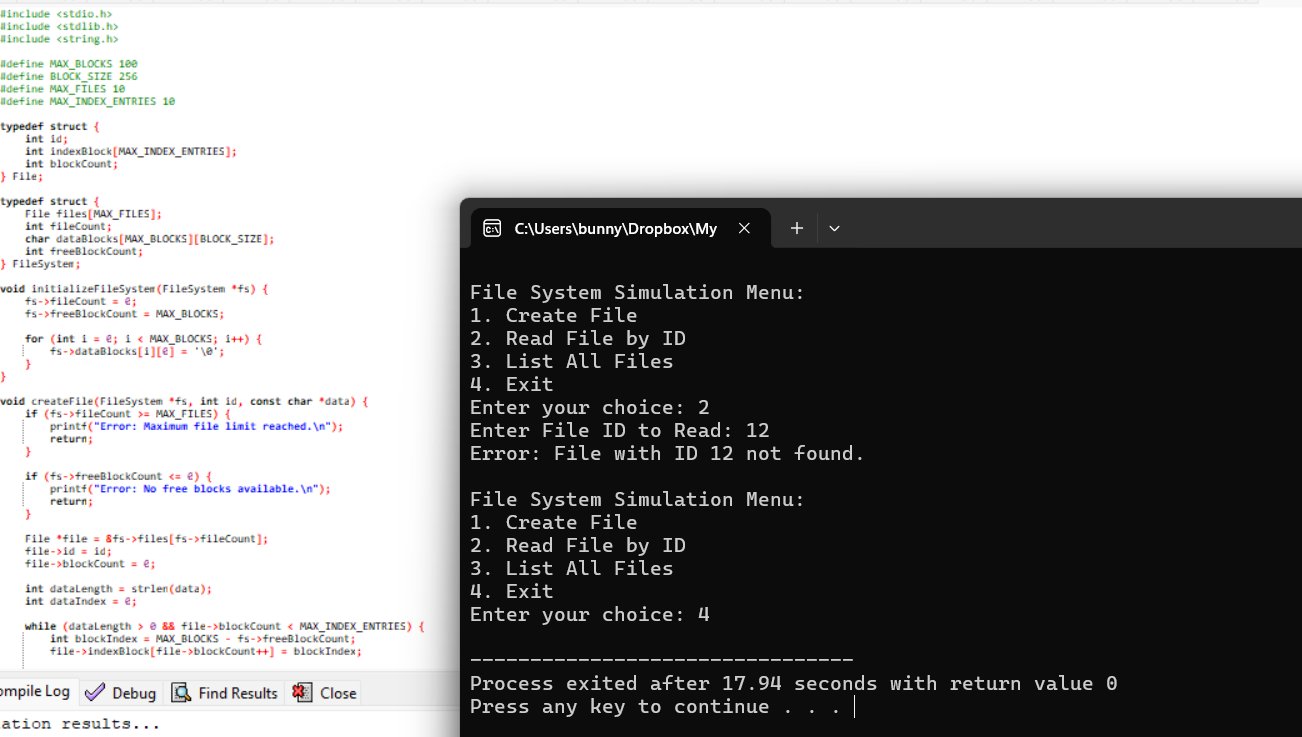 #include <stdio.h>
#include <stdlib.h>
#include <string.h>
#define MAX_BLOCKS 100
#define BLOCK_SIZE 256
#define MAX_FILES 10
#define MAX_INDEX_ENTRIES 10
typedef struct {
int id;
int indexBlock[MAX_INDEX_ENTRIES];
int blockCount;
} File;
typedef struct {
File files[MAX_FILES];
int fileCount;
char dataBlocks[MAX_BLOCKS][BLOCK_SIZE];
int freeBlockCount;
} FileSystem;
void initializeFileSystem(FileSystem *fs) {
fs->fileCount = 0;
fs->freeBlockCount = MAX_BLOCKS;
for (int i = 0; i < MAX_BLOCKS; i++) {
fs->dataBlocks[i][0] = '\0';
}
}
void createFile(FileSystem *fs, int id, const char *data) {
if (fs->fileCount >= MAX_FILES) {
printf("Error: Maximum file limit reached.\n");
return;
}
if (fs->freeBlockCount <= 0) {
printf("Error: No free blocks available.\n");
return;
}
File *file = &fs->files[fs->fileCount];
file->id = id;
file->blockCount = 0;
int dataLength = strlen(data);
int dataIndex = 0;
while (dataLength > 0 && file->blockCount < MAX_INDEX_ENTRIES) {
int blockIndex = MAX_BLOCKS - fs->freeBlockCount;
file->indexBlock[file->blockCount++] = blockIndex;
ompile Log Debug Find Results Close
ation results...
C:\Users\bunny\Dropbox\My
File System Simulation Menu:
1. Create File
2. Read File by ID
3. List All Files
4. Exit
Enter your choice: 2
Enter File ID to Read: 12
Error: File with ID 12 not found.
File System Simulation Menu:
1. Create File
2. Read File by ID
3. List All Files
4. Exit
Enter your choice: 4
--------------------------------
Process exited after 17.94 seconds with return value 0
Press any key to continue . . .